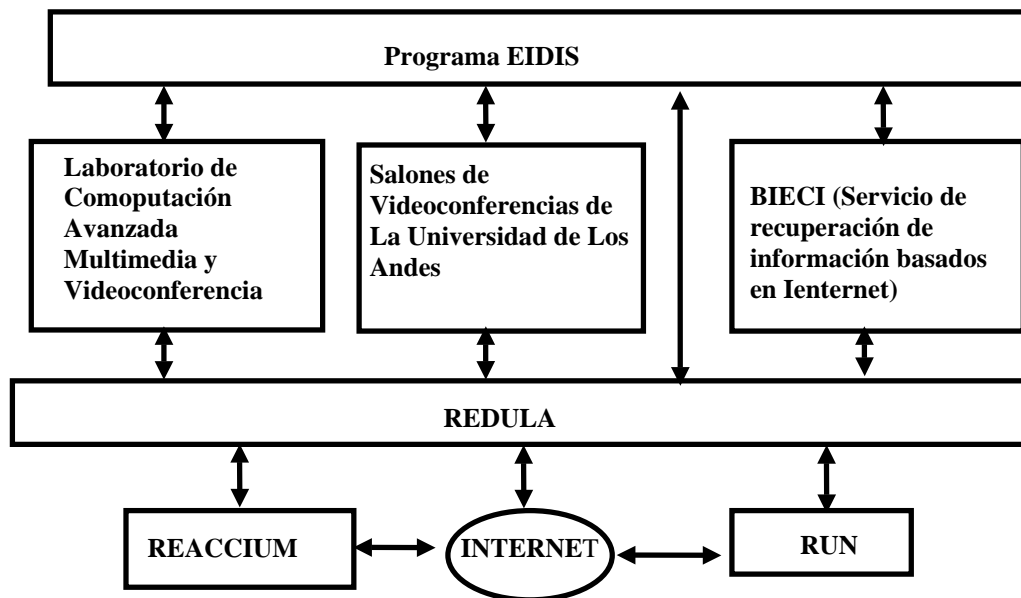 Programa EIDIS
Laboratorio de
Comoputación
Avanzada
Multimedia y
Videoconferencia
Salones de
Videoconferencias de
La Universidad de Los
Andes
BIECI (Servicio de
recuperación de
información basados
en Ienternet)
REDULA
REACCIUM
INTERNET
RUN